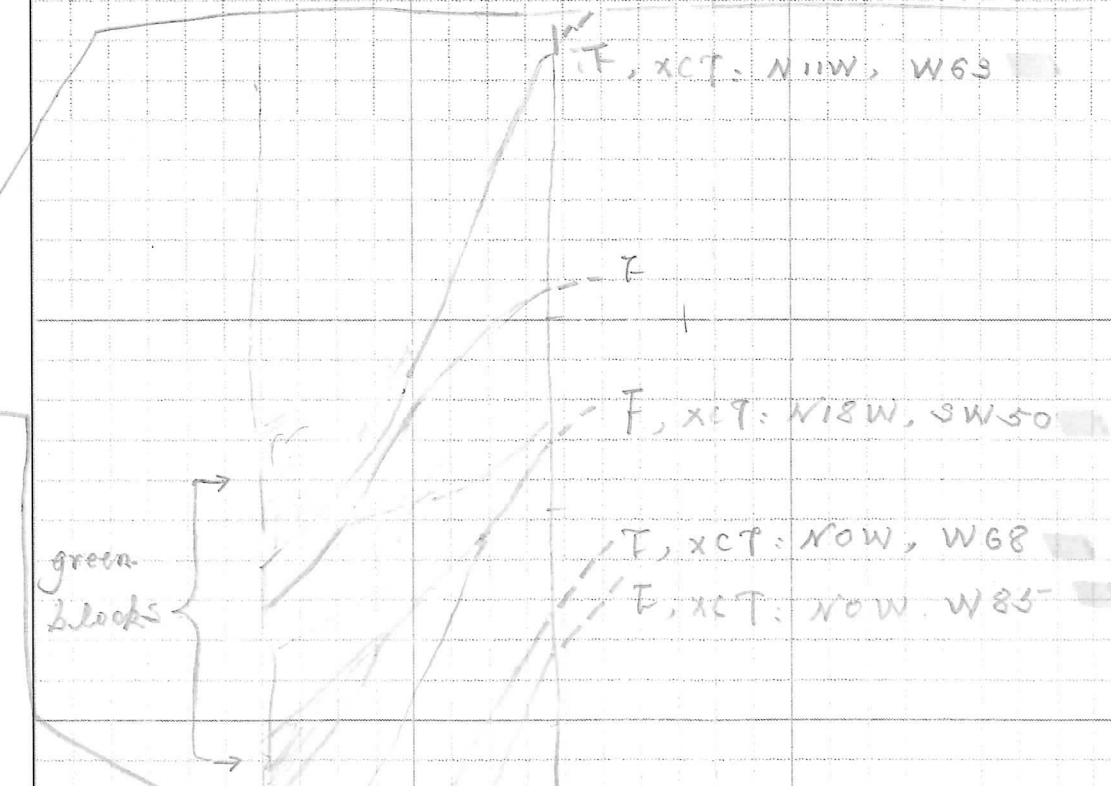 F, XCT: N11W, W63
F
F, XCT: N18W, SW50
F, XCT: N0W, W68
F, XCT: N0W. W85
green
blocks